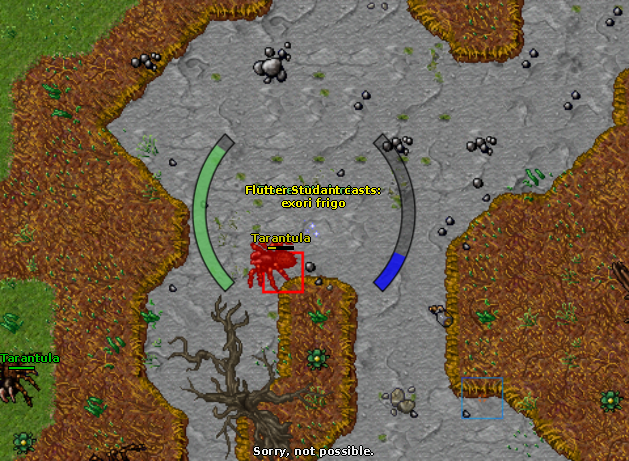 Flutter Studant casts:
exori frigo
Tarantula
Tarantula
Sorry, not possible.